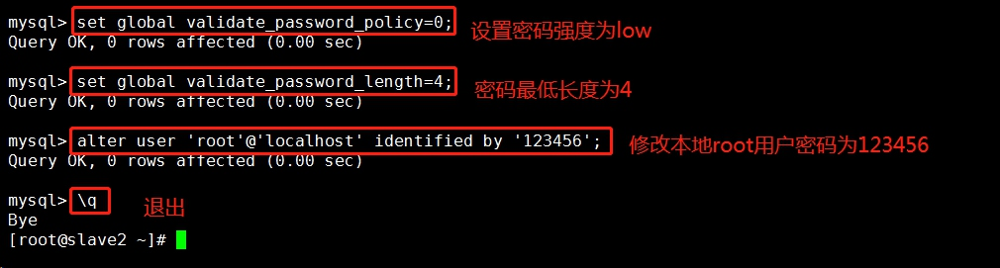 mysql> set global validate_password_policy=0; 设置密码强度为low
Query OK, 0 rows affected (0.00 sec)
mysql> set global validate_password_length=4; 密码最低长度为4
Query OK, 0 rows affected (0.00 sec)
mysql> alter user 'root'@'localhost' identified by '123456'; 修改本地root用户密码为123456
Query OK, 0 rows affected (0.00 sec)
mysql> \q 退出
Bye
[root@slave2 ~]#